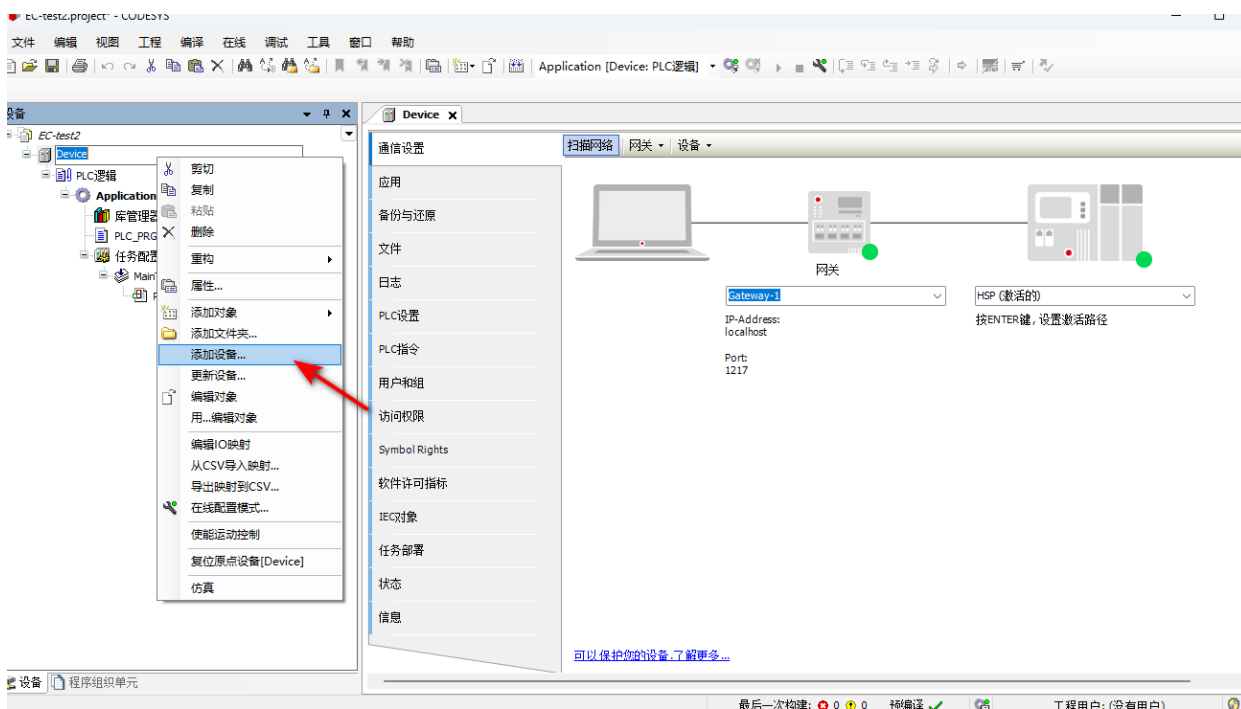 EC-test2.project* - CODESYS
文件 编辑 视图 工程 编译 在线 调试 工具 窗口 帮助
Application [Device: PLC逻辑]
设备
Device
EC-test2
Device
PLC逻辑
Application
库管理器
PLC_PRG
任务配置
剪切
复制
粘贴
删除
重构
属性...
添加对象
添加文件夹...
添加设备...
更新设备...
编辑对象
用...编辑对象
编辑IO映射
从CSV导入映射...
导出映射到CSV...
在线配置模式...
使能运动控制
复位原点设备[Device]
仿真
通信设置
应用
备份与还原
文件
日志
PLC设置
PLC指令
用户和组
访问权限
Symbol Rights
软件许可指标
IEC对象
任务部署
状态
信息
扫描网络 网关 设备
网关
Gateway-1
IP-Address:
localhost
Port:
1217
HSP (激活的)
按ENTER键, 设置激活路径
可以保护您的设备.了解更多...
设备 程序组织单元
最后一次构建: 0 0 预编译 工程用户: (没有用户)